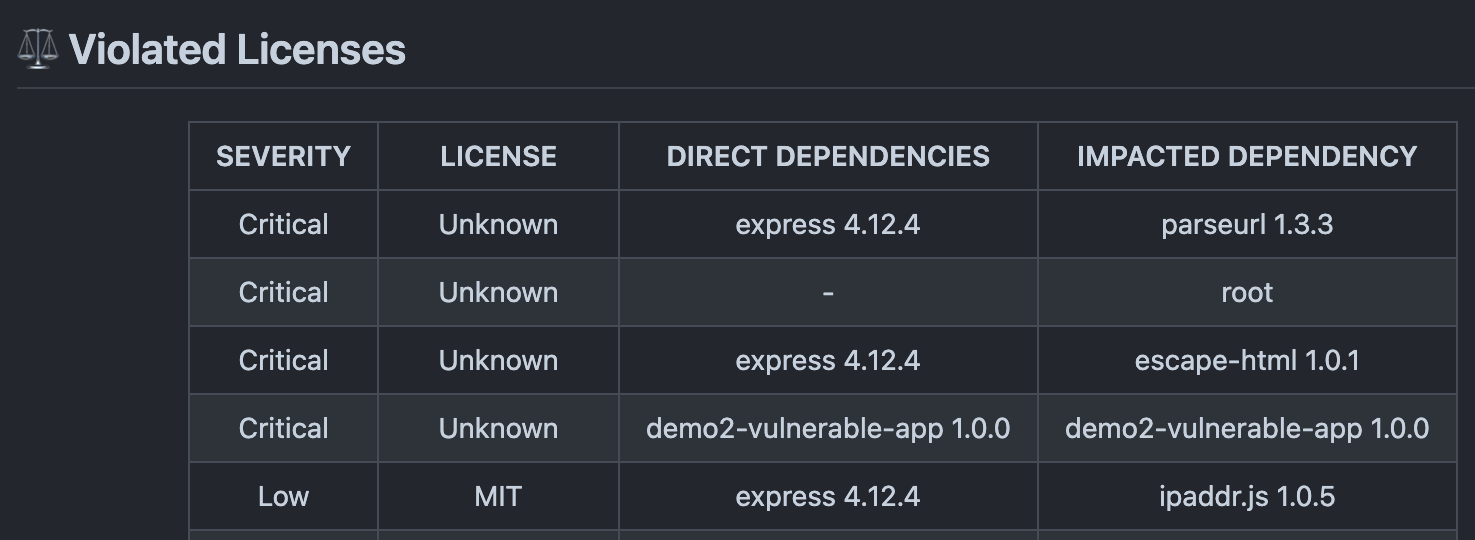 ⚖️ Violated Licenses
SEVERITY LICENSE DIRECT DEPENDENCIES IMPACTED DEPENDENCY
Critical Unknown express 4.12.4 parseurl 1.3.3
Critical Unknown - root
Critical Unknown express 4.12.4 escape-html 1.0.1
Critical Unknown demo2-vulnerable-app 1.0.0 demo2-vulnerable-app 1.0.0
Low MIT express 4.12.4 ipaddr.js 1.0.5